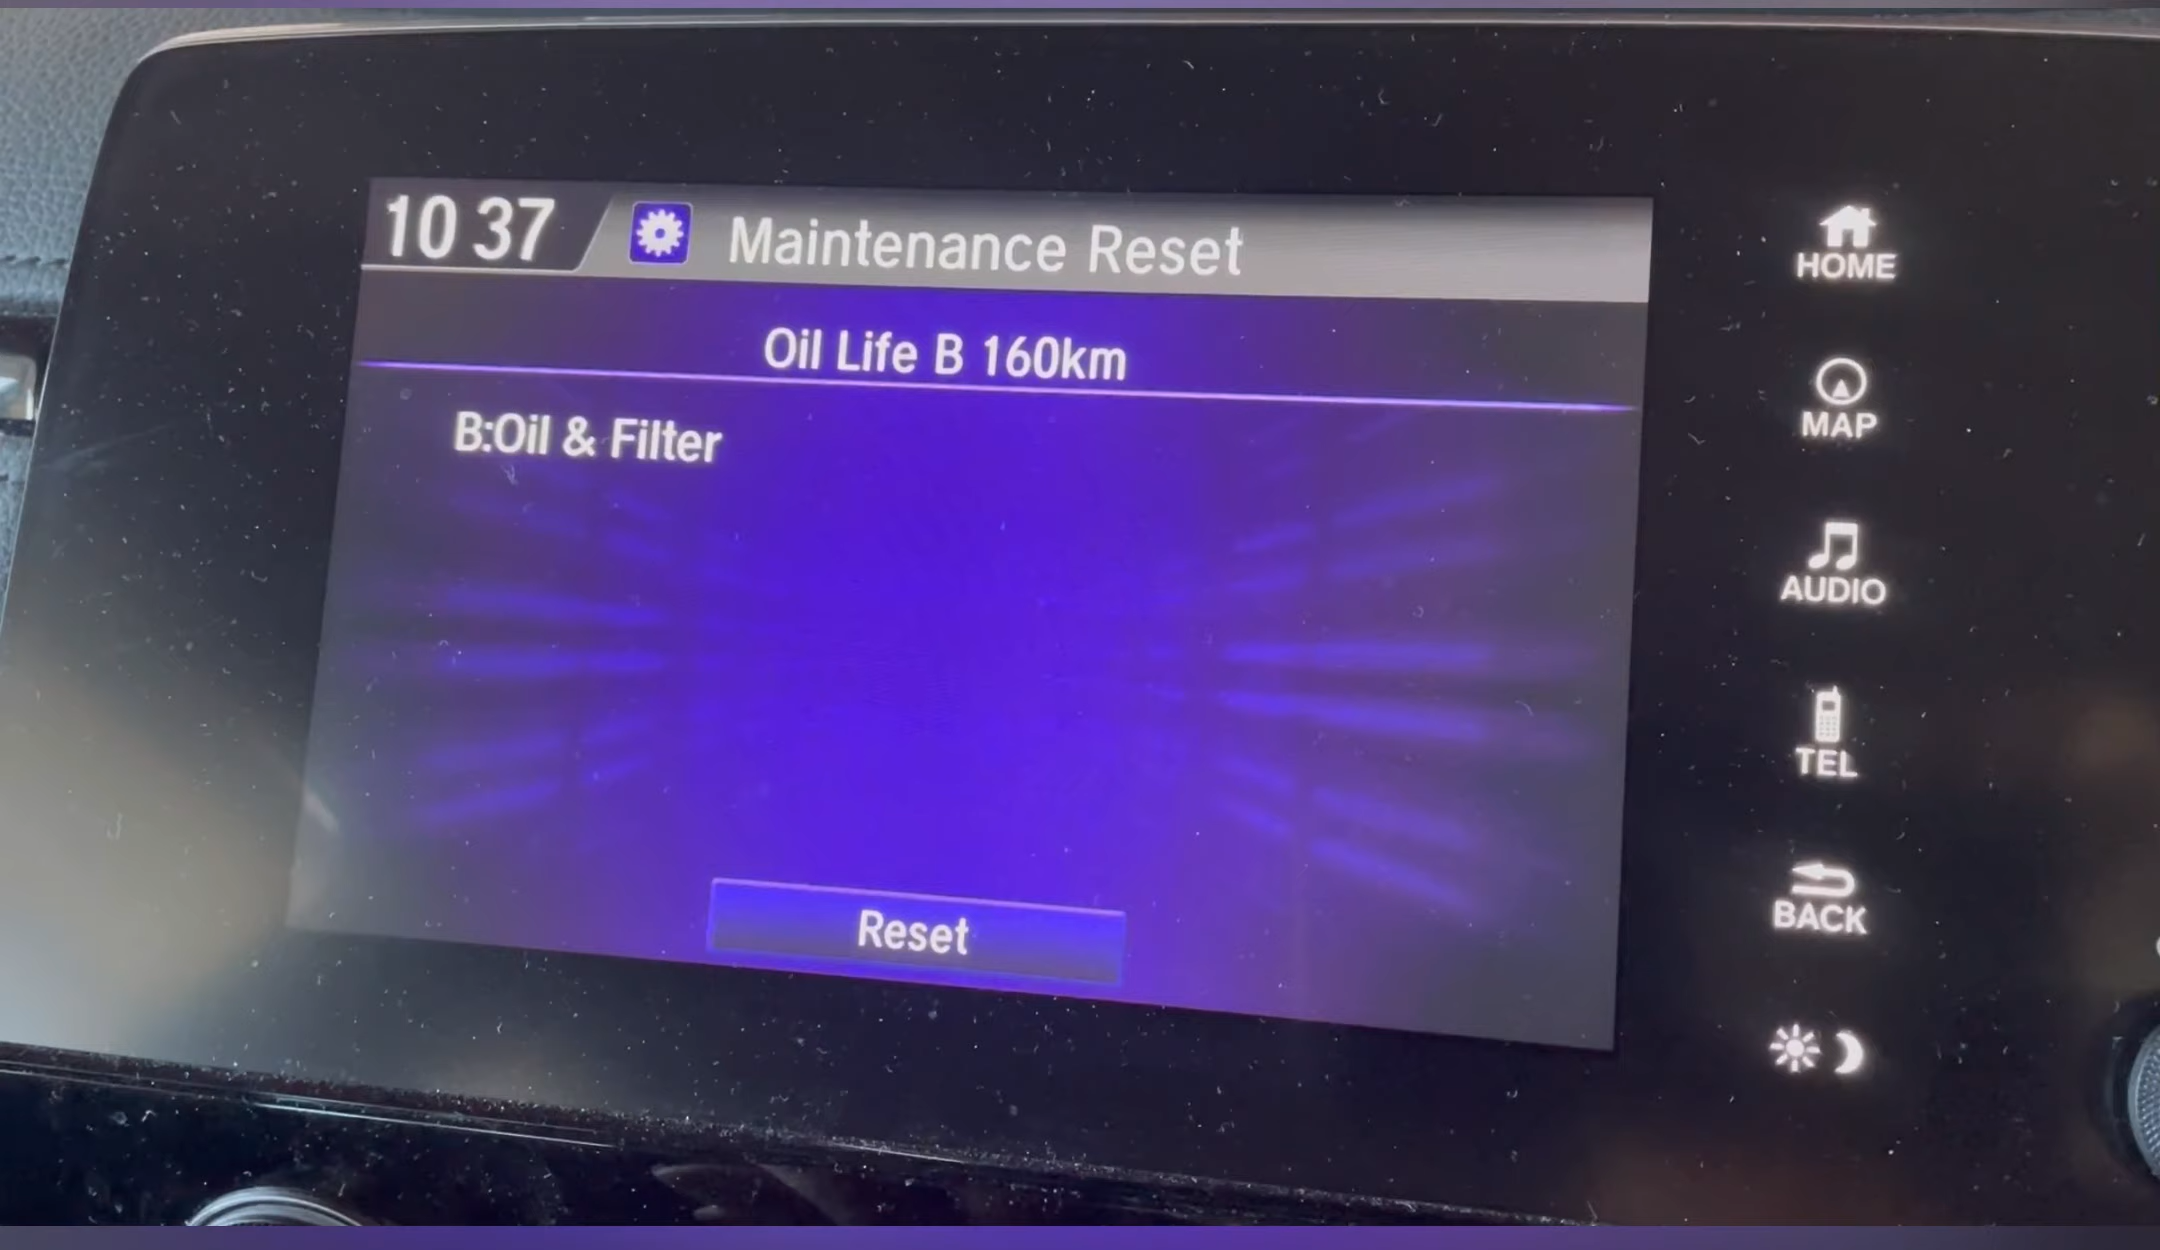 10 37
Maintenance Reset
Oil Life B 160km
B:Oil & Filter
Reset
HOME
MAP
AUDIO
TEL
BACK